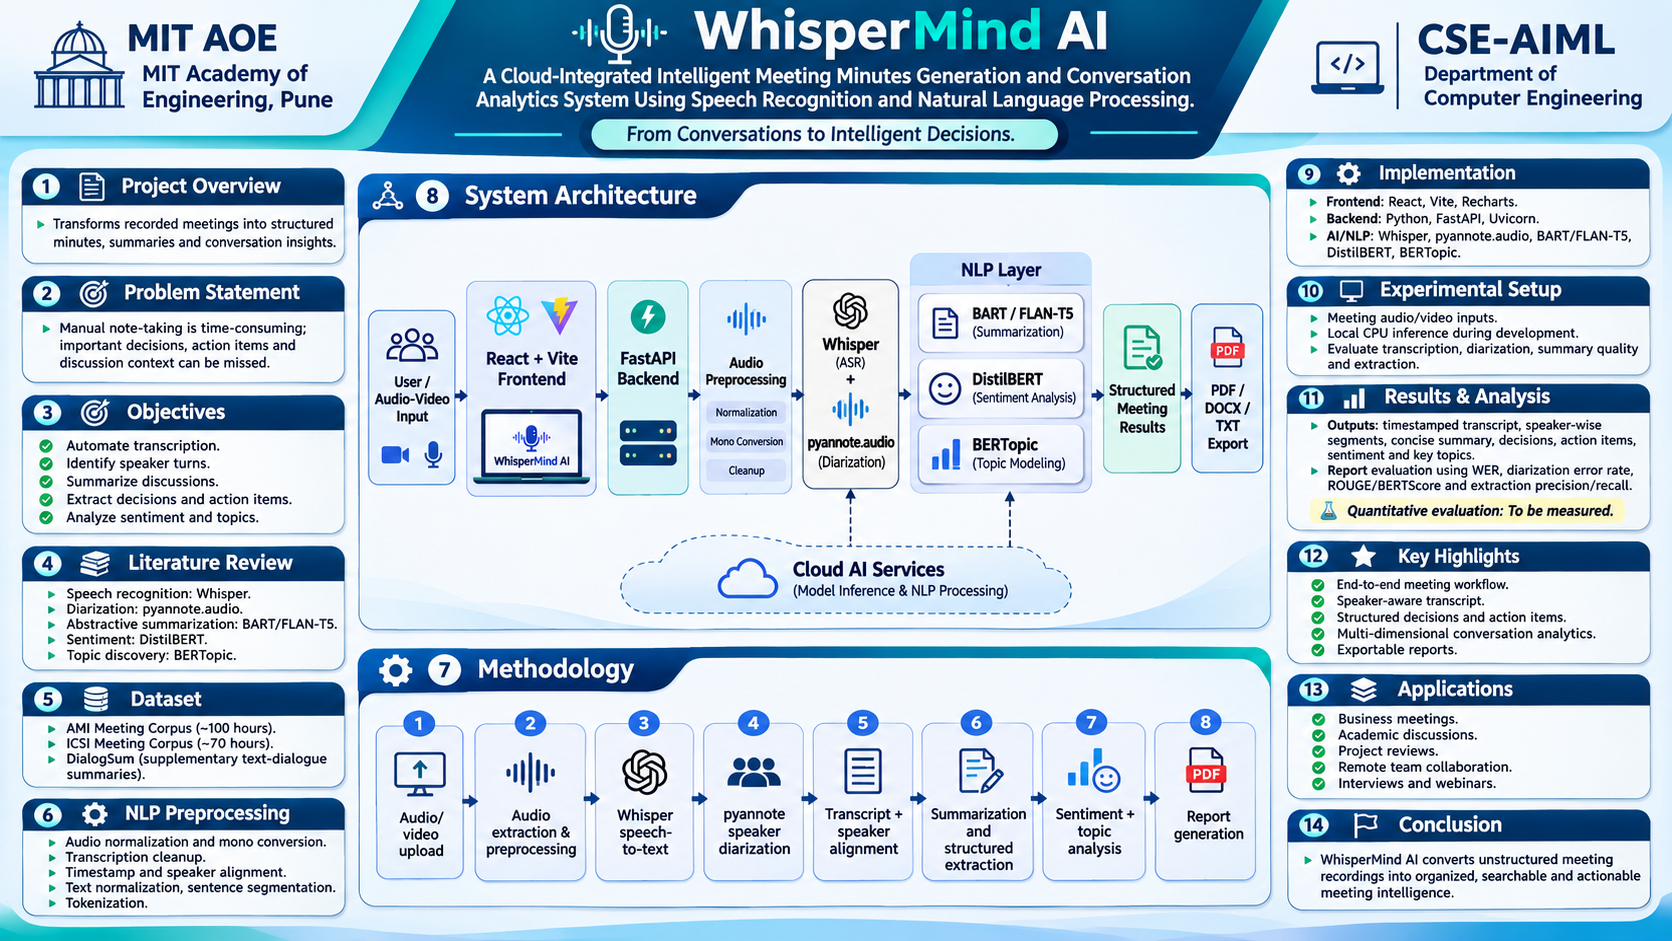 MIT AOE
MIT Academy of
Engineering, Pune
WhisperMind AI
A Cloud-Integrated Intelligent Meeting Minutes Generation and Conversation
Analytics System Using Speech Recognition and Natural Language Processing.
From Conversations to Intelligent Decisions.
</>
CSE-AIML
Department of
Computer Engineering
1 Project Overview
Transforms recorded meetings into structured
minutes, summaries and conversation insights.
2 Problem Statement
Manual note-taking is time-consuming;
important decisions, action items and
discussion context can be missed.
3 Objectives
Automate transcription.
Identify speaker turns.
Summarize discussions.
Extract decisions and action items.
Analyze sentiment and topics.
4 Literature Review
Speech recognition: Whisper.
Diarization: pyannote.audio.
Abstractive summarization: BART/FLAN-T5.
Sentiment: DistilBERT.
Topic discovery: BERTopic.
5 Dataset
AMI Meeting Corpus (~100 hours).
ICSI Meeting Corpus (~70 hours).
DialogSum (supplementary text-dialogue
summaries).
6 NLP Preprocessing
Audio normalization and mono conversion.
Transcription cleanup.
Timestamp and speaker alignment.
Text normalization, sentence segmentation.
Tokenization.
8 System Architecture
User /
Audio-Video
Input
React + Vite
Frontend
WhisperMind AI
FastAPI
Backend
Audio
Preprocessing
Normalization
Mono Conversion
Cleanup
Whisper
(ASR)
+
pyannote.audio
(Diarization)
NLP Layer
BART / FLAN-T5
(Summarization)
DistilBERT
(Sentiment Analysis)
BERTopic
(Topic Modeling)
Structured
Meeting
Results
PDF
PDF /
DOCX /
TXT
Export
Cloud AI Services
(Model Inference & NLP Processing)
7 Methodology
1
Audio/
video
upload
2
Audio
extraction &
preprocessing
3
Whisper
speech-
to-text
4
pyannote
speaker
diarization
5
Transcript +
speaker
alignment
6
Summarization
and
structured
extraction
7
Sentiment +
topic
analysis
8
PDF
Report
generation
9 Implementation
Frontend: React, Vite, Recharts.
Backend: Python, FastAPI, Uvicorn.
AI/NLP: Whisper, pyannote.audio, BART/FLAN-T5,
DistilBERT, BERTopic.
10 Experimental Setup
Meeting audio/video inputs.
Local CPU inference during development.
Evaluate transcription, diarization, summary quality
and extraction.
11 Results & Analysis
Outputs: timestamped transcript, speaker-wise
segments, concise summary, decisions, action items,
sentiment and key topics.
Report evaluation using WER, diarization error rate,
ROUGE/BERTScore and extraction precision/recall.
Quantitative evaluation: To be measured.
12 Key Highlights
End-to-end meeting workflow.
Speaker-aware transcript.
Structured decisions and action items.
Multi-dimensional conversation analytics.
Exportable reports.
13 Applications
Business meetings.
Academic discussions.
Project reviews.
Remote team collaboration.
Interviews and webinars.
14 Conclusion
WhisperMind AI converts unstructured meeting
recordings into organized, searchable and actionable
meeting intelligence.